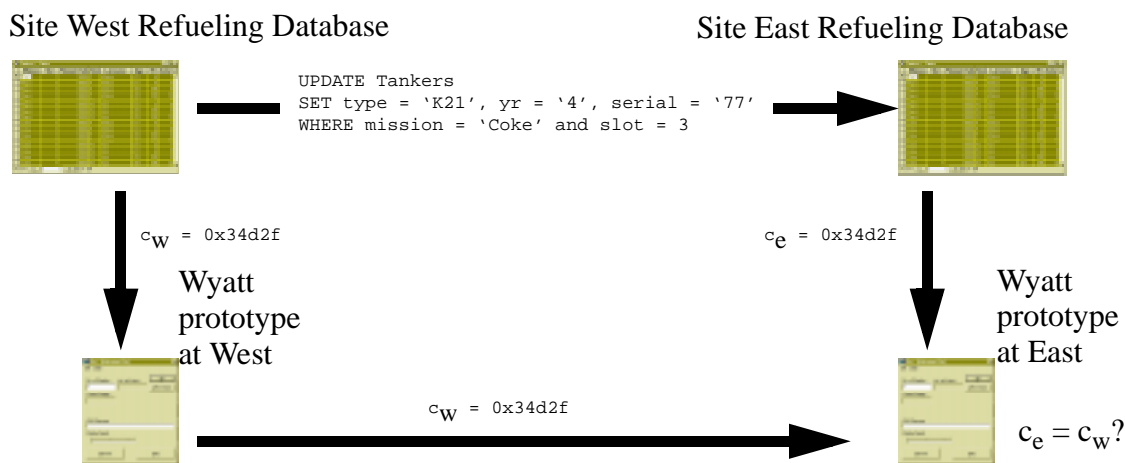 Site West Refueling Database
Site East Refueling Database
UPDATE Tankers
SET type = ‘K21’, yr = ‘4’, serial = ‘77’
WHERE mission = ‘Coke’ and slot = 3
cw = 0x34d2f
ce = 0x34d2f
Wyatt
prototype
at West
Wyatt
prototype
at East
cw = 0x34d2f
ce = cw?